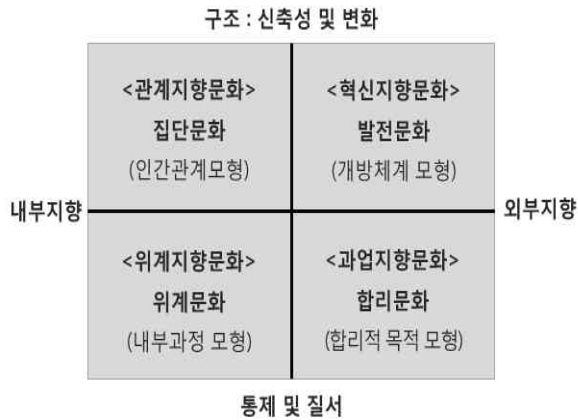 구조 : 신축성 및 변화
<관계지향문화>
집단문화
(인간관계모형)
<혁신지향문화>
발전문화
(개방체계 모형)
내부지향
외부지향
<위계지향문화>
위계문화
(내부과정 모형)
<과업지향문화>
합리문화
(합리적 목적 모형)
통제 및 질서